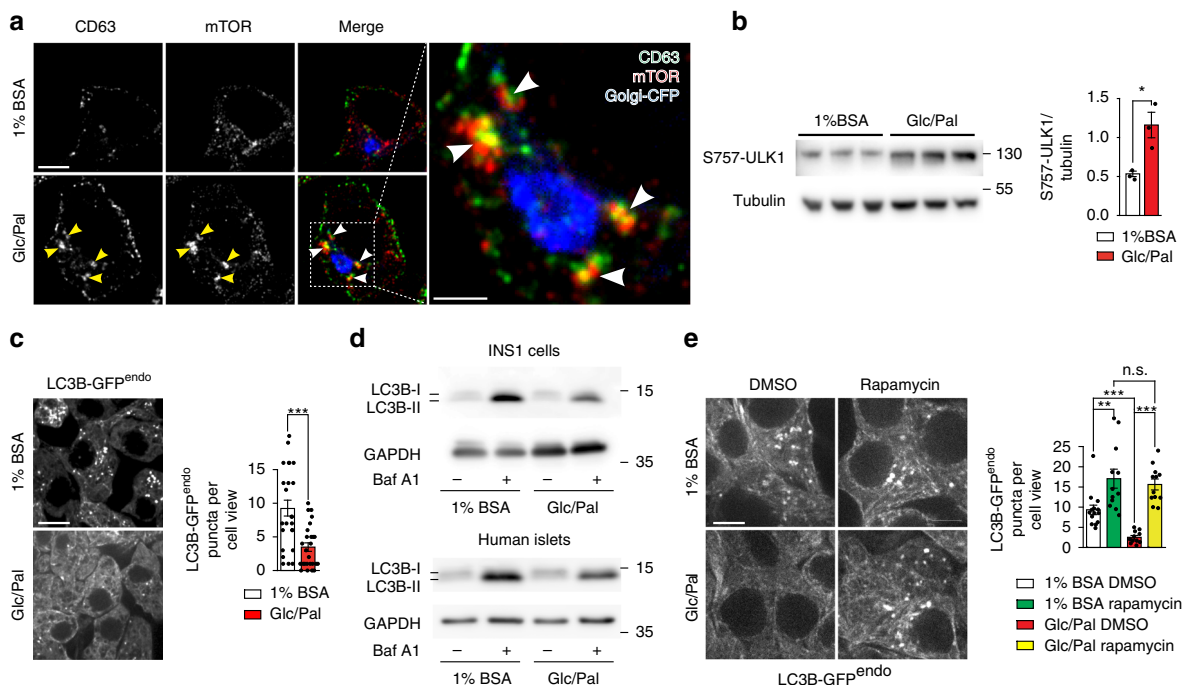 a
CD63
mTOR
Merge
1% BSA
Glc/Pal
CD63
mTOR
Golgi-CFP
b
1%BSA
Glc/Pal
S757-ULK1
130
55
Tubulin
S757-ULK1/
tubulin
1.5
1.0
0.5
0.0
*
1%BSA
Glc/Pal
c
LC3B-GFPendo
1% BSA
Glc/Pal
LC3B-GFPendo
puncta per
cell view
15
10
5
0
***
1% BSA
Glc/Pal
d
INS1 cells
LC3B-I
LC3B-II
15
GAPDH
35
Baf A1
– + – +
1% BSA
Glc/Pal
Human islets
LC3B-I
LC3B-II
15
GAPDH
35
Baf A1
– + – +
1% BSA
Glc/Pal
e
DMSO
Rapamycin
1% BSA
Glc/Pal
LC3B-GFPendo
LC3B-GFPendo
puncta per
cell view
25
20
15
10
5
0
n.s.
***
**
***
1% BSA DMSO
1% BSA rapamycin
Glc/Pal DMSO
Glc/Pal rapamycin